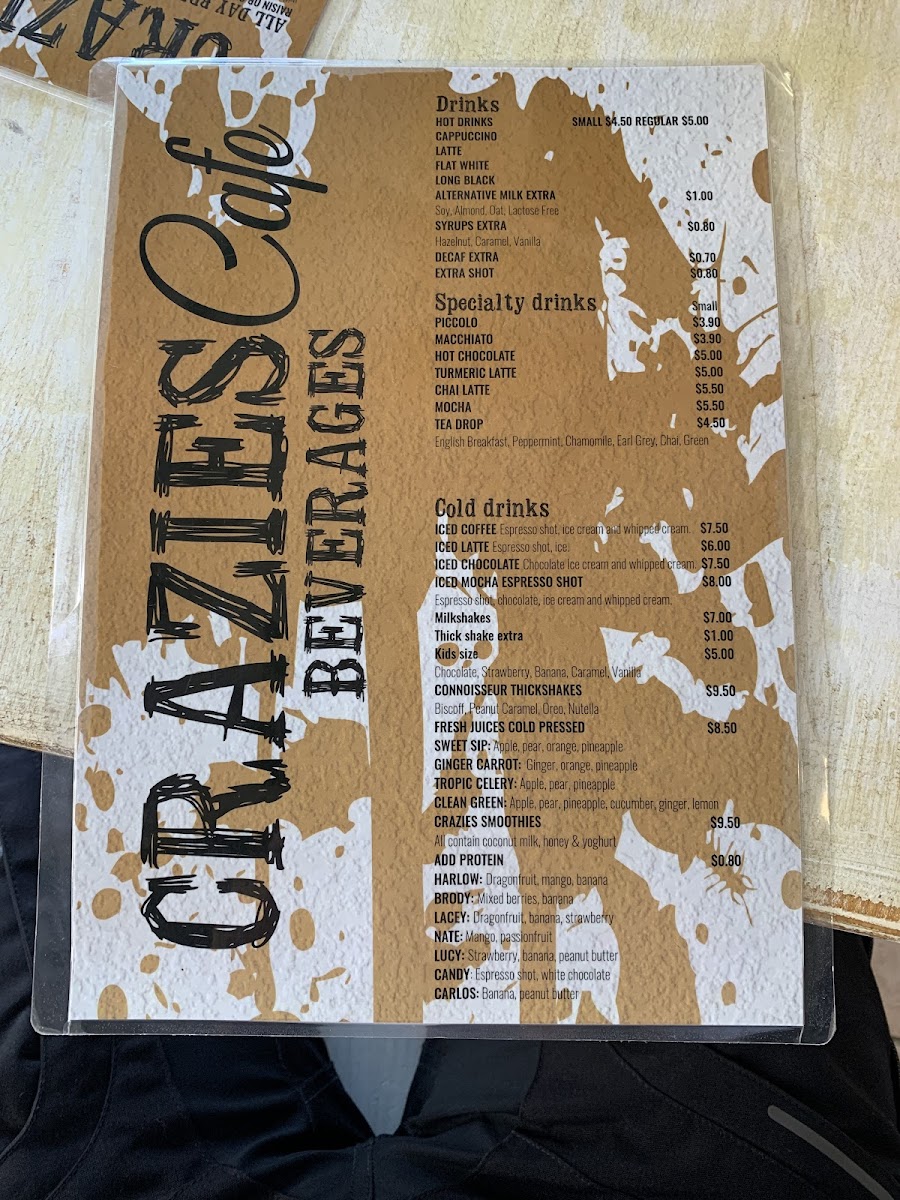 ALL DAY
RAISIN OR
CRAZI
CRAZIES Cafe
BEVERAGES
Drinks
HOT DRINKS SMALL $4.50 REGULAR $5.00
CAPPUCCINO
LATTE
FLAT WHITE
LONG BLACK
ALTERNATIVE MILK EXTRA $1.00
Soy, Almond, Oat, Lactose Free
SYRUPS EXTRA $0.80
Hazelnut, Caramel, Vanilla
DECAF EXTRA $0.70
EXTRA SHOT $0.80
Specialty drinks Small
PICCOLO $3.90
MACCHIATO $3.90
HOT CHOCOLATE $5.00
TURMERIC LATTE $5.00
CHAI LATTE $5.50
MOCHA $5.50
TEA DROP $4.50
English Breakfast, Peppermint, Chamomile, Earl Grey, Chai, Green
Cold drinks
ICED COFFEE Espresso shot, ice cream and whipped cream. $7.50
ICED LATTE Espresso shot, ice. $6.00
ICED CHOCOLATE Chocolate Ice cream and whipped cream. $7.50
ICED MOCHA ESPRESSO SHOT $8.00
Espresso shot, chocolate, ice cream and whipped cream.
Milkshakes $7.00
Thick shake extra $1.00
Kids size $5.00
Chocolate, Strawberry, Banana, Caramel, Vanilla
CONNOISSEUR THICKSHAKES $9.50
Biscoff, Peanut Caramel, Oreo, Nutella
FRESH JUICES COLD PRESSED $8.50
SWEET SIP: Apple, pear, orange, pineapple
GINGER CARROT: Ginger, orange, pineapple
TROPIC CELERY: Apple, pear, pineapple
CLEAN GREEN: Apple, pear, pineapple, cucumber, ginger, lemon
CRAZIES SMOOTHIES $9.50
All contain coconut milk, honey & yoghurt
ADD PROTEIN $0.80
HARLOW: Dragonfruit, mango, banana
BRODY: Mixed berries, banana
LACEY: Dragonfruit, banana, strawberry
NATE: Mango, passionfruit
LUCY: Strawberry, banana, peanut butter
CANDY: Espresso shot, white chocolate
CARLOS: Banana, peanut butter